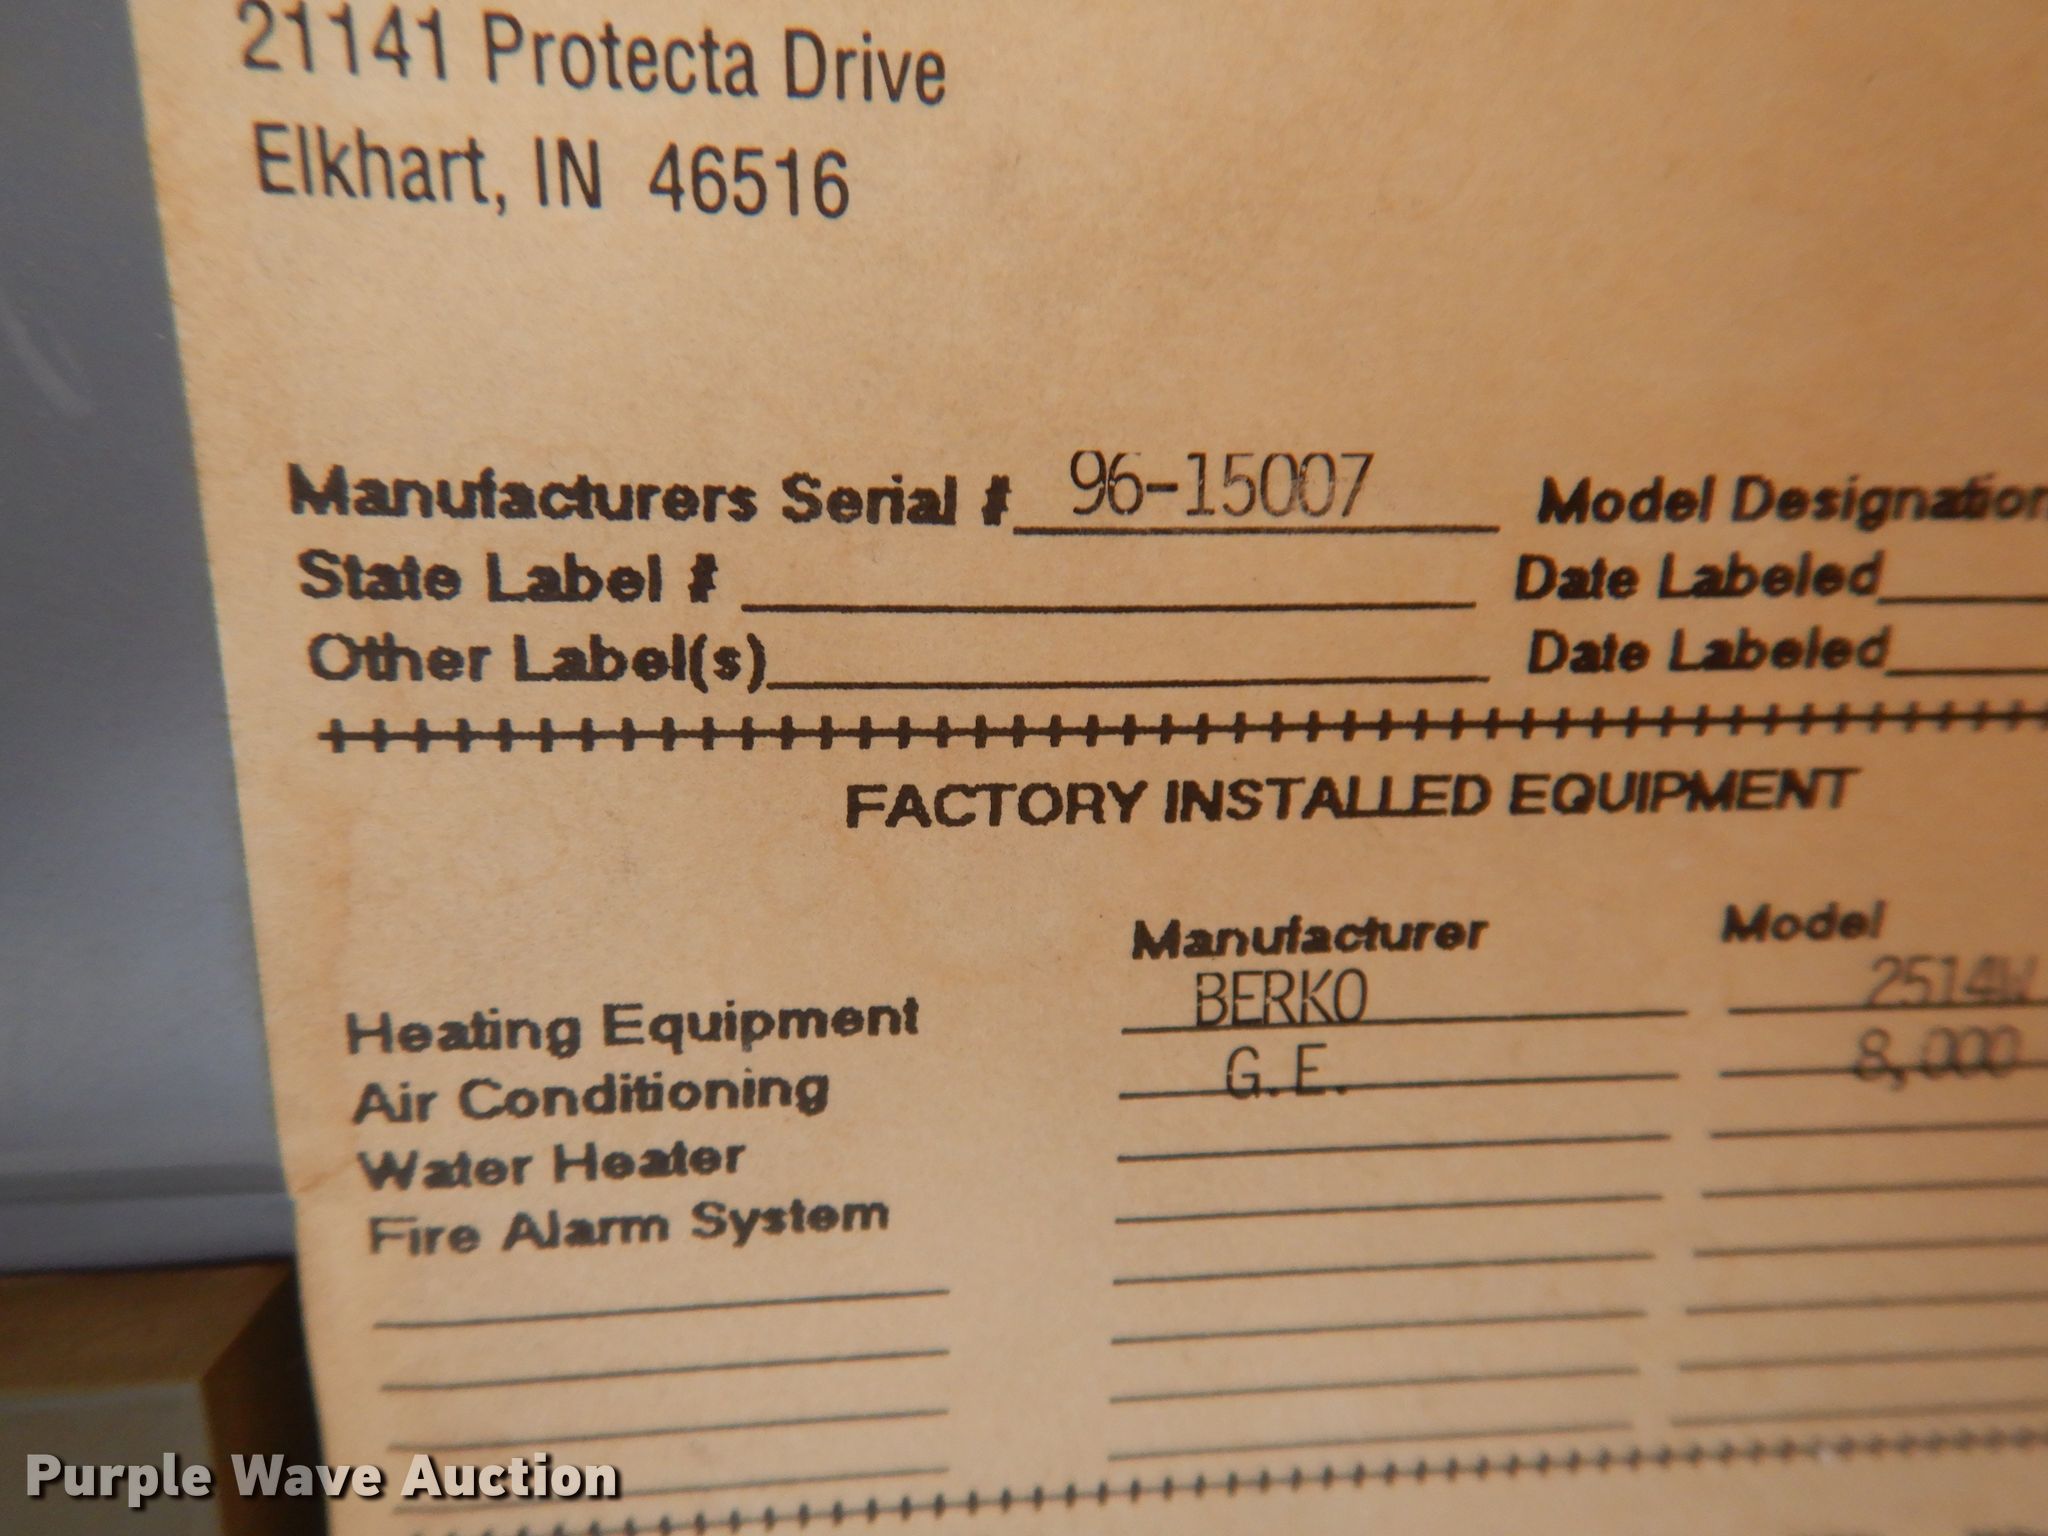 21141 Protecta Drive
Elkhart, IN 46516
Manufacturers Serial # 96-15007 Model Designation
State Label # Date Labeled
Other Label(s) Date Labeled
FACTORY INSTALLED EQUIPMENT
Manufacturer Model
Heating Equipment BERKO 2514W
Air Conditioning G.E. 8,000
Water Heater
Fire Alarm System
Purple Wave Auction